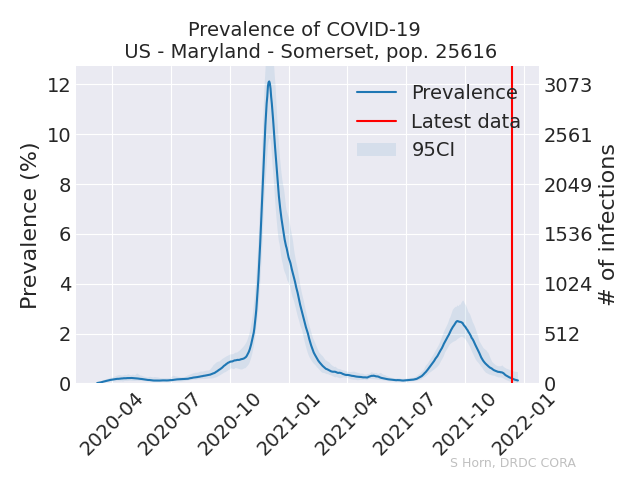 Prevalence of COVID-19
US - Maryland - Somerset, pop. 25616
Prevalence (%)
12
10
8
6
4
2
0
Prevalence
Latest data
95CI
3073
2561
2049
1536
1024
512
0
# of infections
2020-04
2020-07
2020-10
2021-01
2021-04
2021-07
2021-10
2022-01
S Horn, DRDC CORA